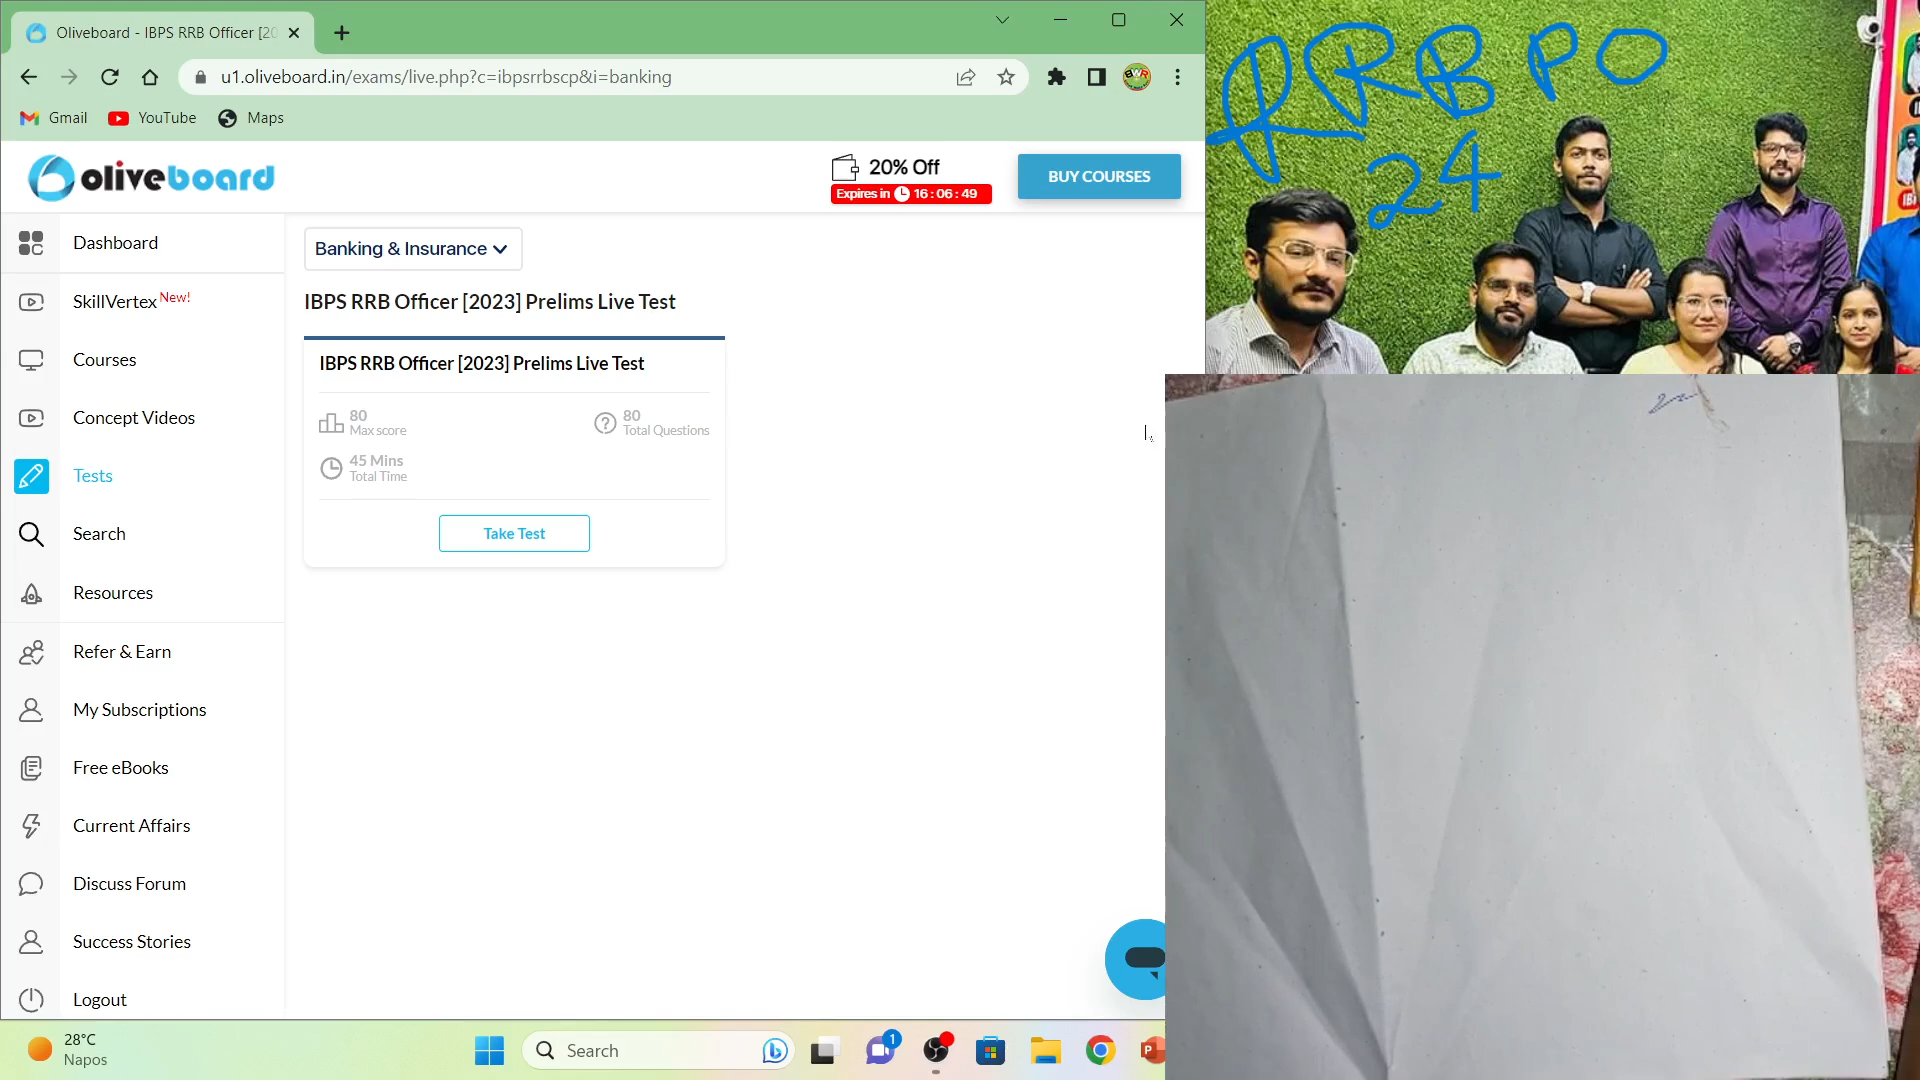 Oliveboard - IBPS RRB Officer [20
u1.oliveboard.in/exams/live.php?c=ibpsrrbscp&i=banking
Gmail YouTube Maps
oliveboard
20% Off
Expires in 16 : 06 : 49
BUY COURSES
Dashboard
SkillVertex New!
Courses
Concept Videos
Tests
Search
Resources
Refer & Earn
My Subscriptions
Free eBooks
Current Affairs
Discuss Forum
Success Stories
Logout
Banking & Insurance
IBPS RRB Officer [2023] Prelims Live Test
IBPS RRB Officer [2023] Prelims Live Test
80
Max score
80
Total Questions
45 Mins
Total Time
Take Test
RRB PO
24
28°C
Napos
Search
1